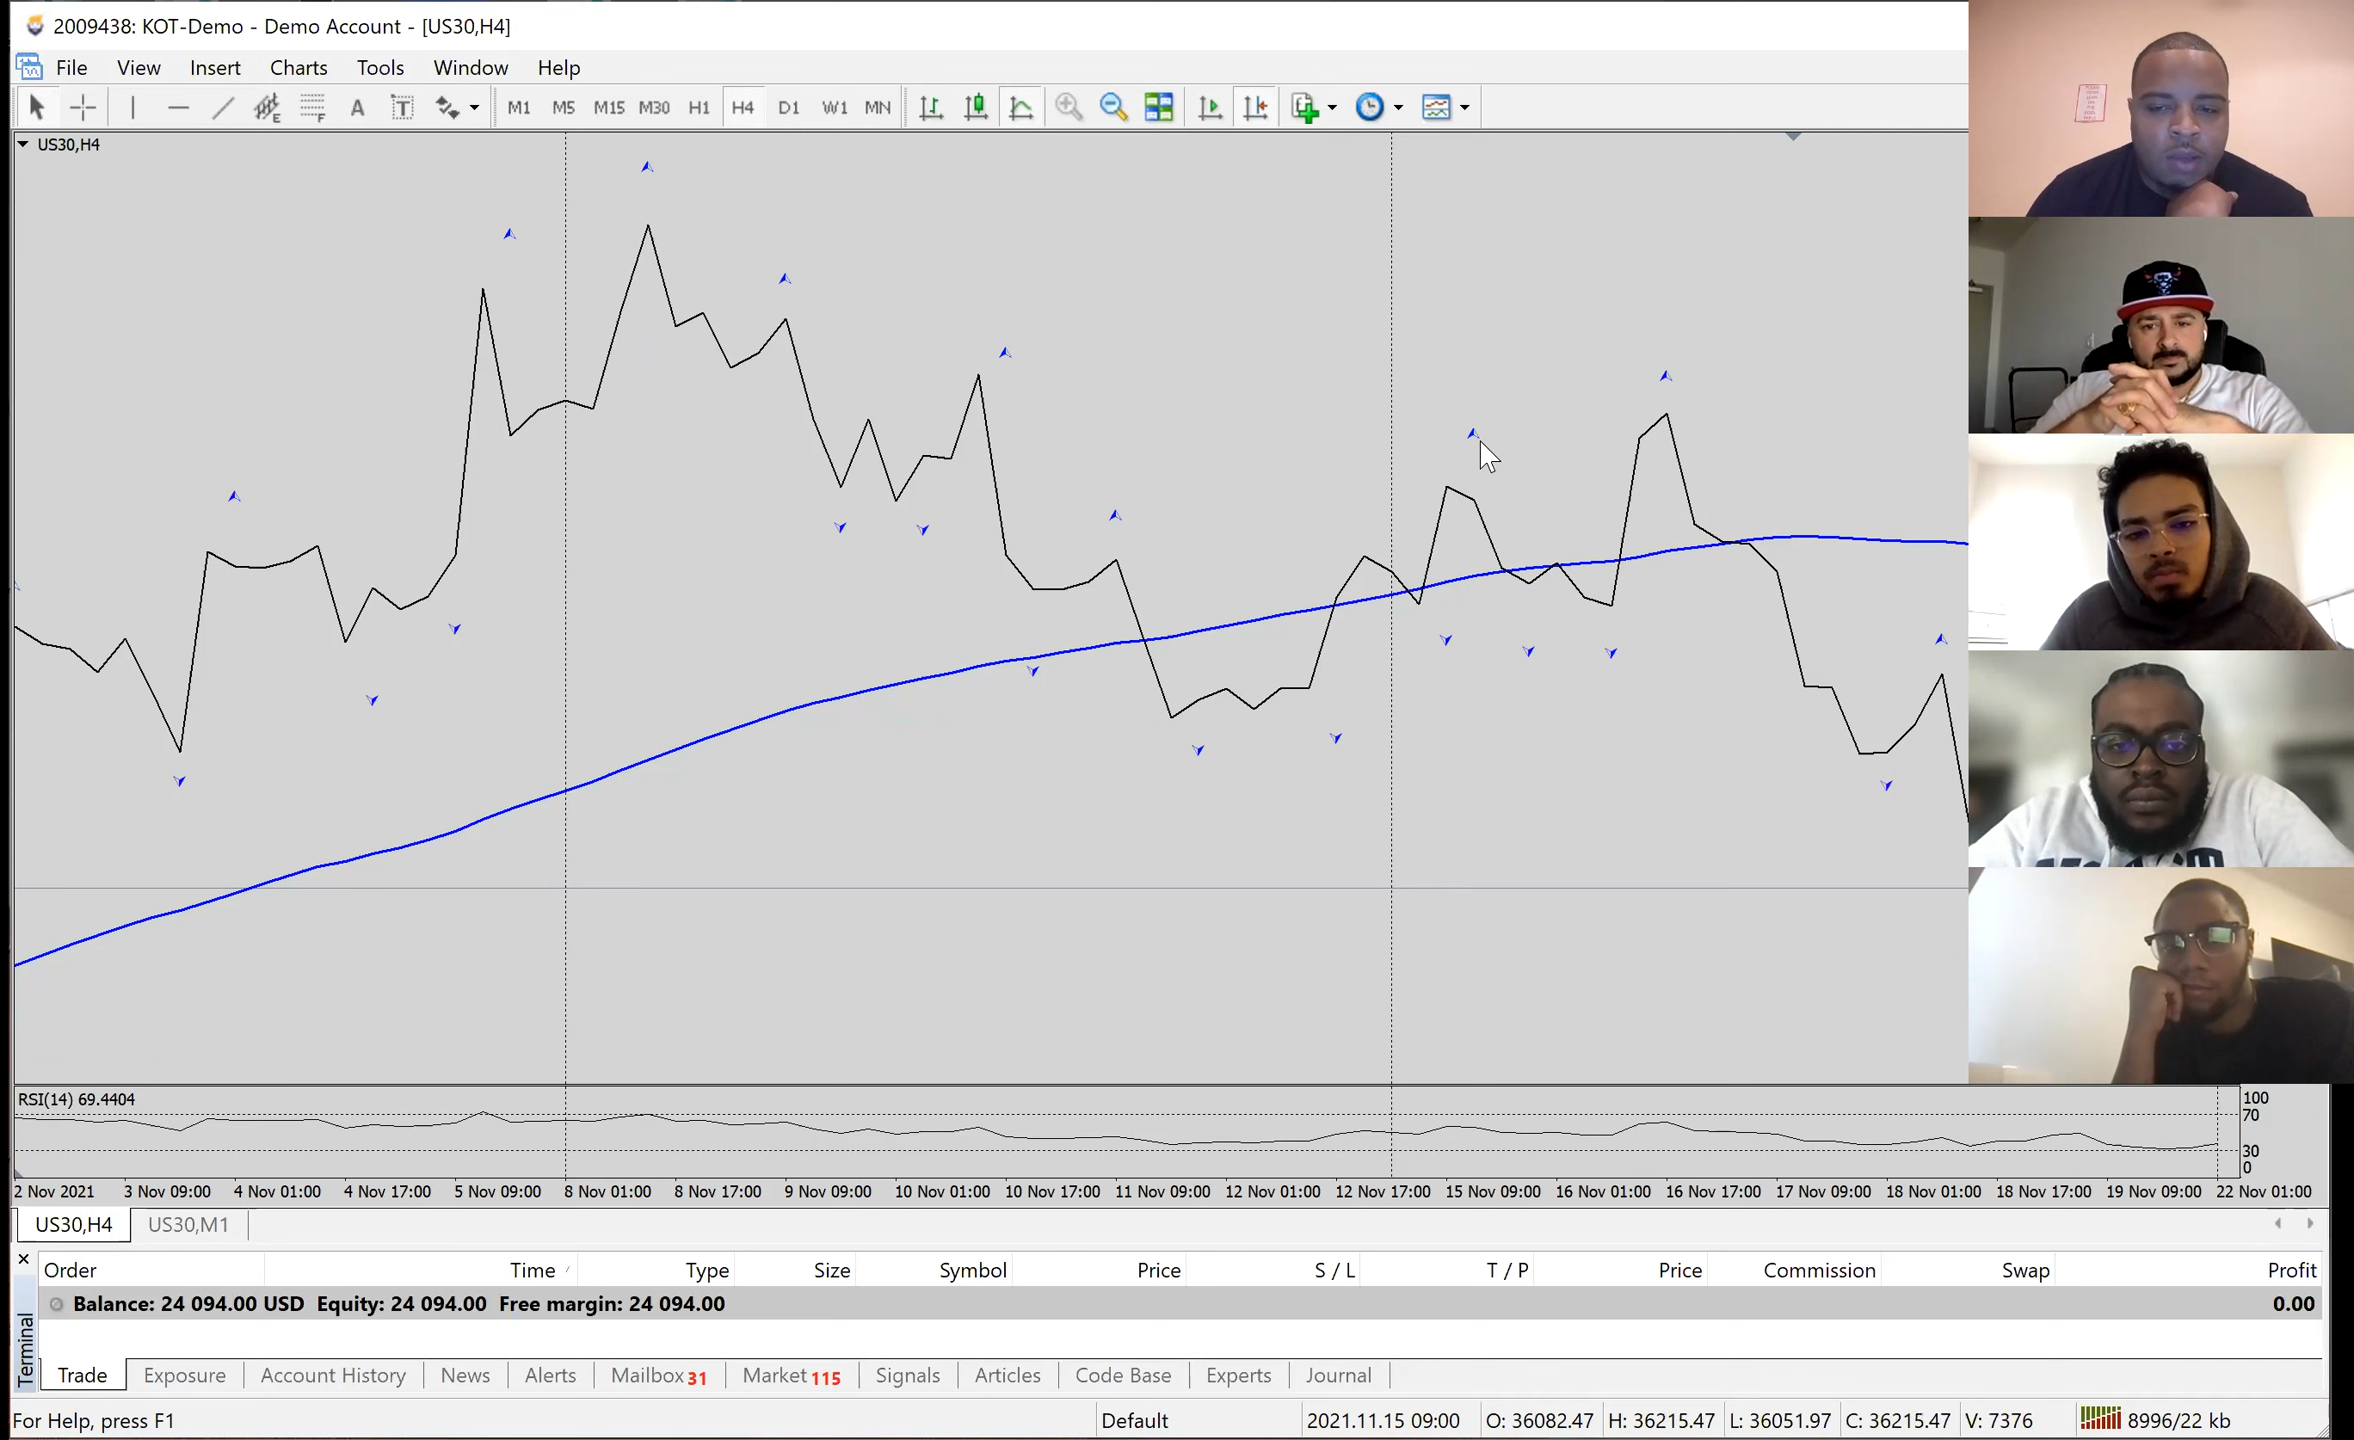 2009438: KOT-Demo - Demo Account - [US30,H4]
File View Insert Charts Tools Window Help
A T M1 M5 M15 M30 H1 H4 D1 W1 MN
US30,H4
RSI(14) 69.4404
100
70
30
0
2 Nov 2021 3 Nov 09:00 4 Nov 01:00 4 Nov 17:00 5 Nov 09:00 8 Nov 01:00 8 Nov 17:00 9 Nov 09:00 10 Nov 01:00 10 Nov 17:00 11 Nov 09:00 12 Nov 01:00 12 Nov 17:00 15 Nov 09:00 16 Nov 01:00 16 Nov 17:00 17 Nov 09:00 18 Nov 01:00 18 Nov 17:00 19 Nov 09:00 22 Nov 01:00
US30,H4 US30,M1
Order Time Type Size Symbol Price S / L T / P Price Commission Swap Profit
Balance: 24 094.00 USD Equity: 24 094.00 Free margin: 24 094.00 0.00
Terminal
Trade Exposure Account History News Alerts Mailbox 31 Market 115 Signals Articles Code Base Experts Journal
For Help, press F1 Default 2021.11.15 09:00 O: 36082.47 H: 36215.47 L: 36051.97 C: 36215.47 V: 7376 8996/22 kb